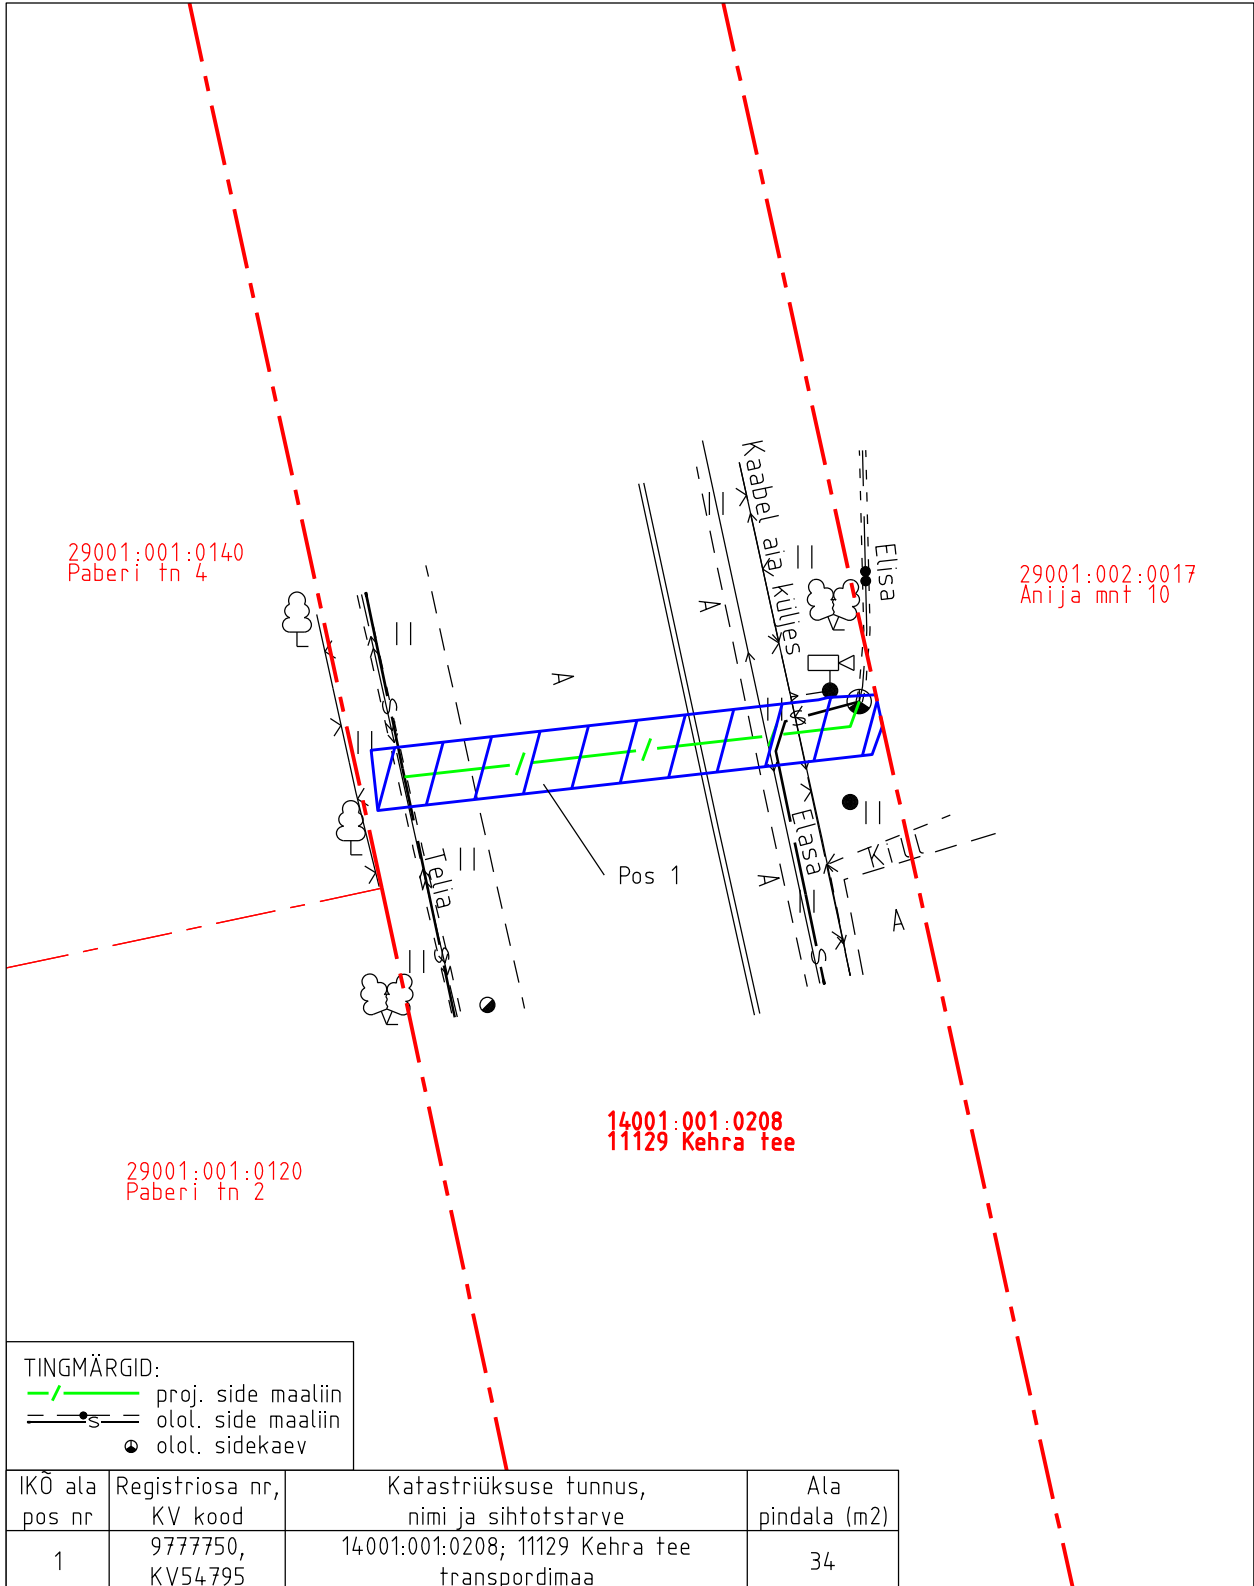 Kaabel aia küljes
Elisa
29001:001:0140
Paberi tn 4
29001:002:0017
Anija mnt 10
A
A
S
S
Elasa
Kill
Pos 1
Telia
A
A
S
S
14001:001:0208
11129 Kehra tee
29001:001:0120
Paberi tn 2
TINGMÄRGID:
proj. side maaliin
S
olol. side maaliin
olol. sidekaev
IKÕ ala
pos nr
Registriosa nr,
KV kood
Katastriüksuse tunnus,
nimi ja sihtotstarve
Ala
pindala (m2)
1
9777750,
KV54795
14001:001:0208; 11129 Kehra tee
transpordimaa
34